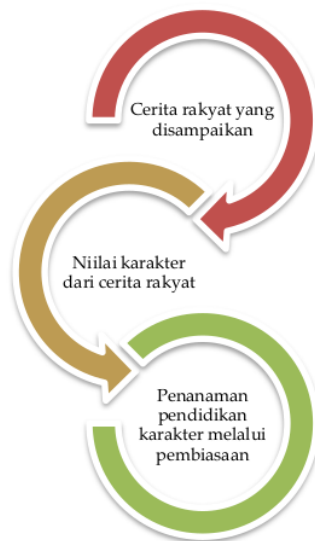 Cerita rakyat yang
disampaikan
Niilai karakter
dari cerita rakyat
Penanaman
pendidikan
karakter melalui
pembiasaan